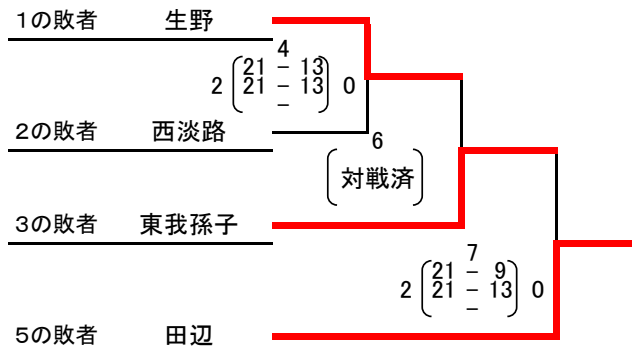 1の敗者 生野
4
21 - 13
2 21 - 13 0
-
2の敗者 西淡路
6
対戦済
3の敗者 東我孫子
7
21 - 9
2 21 - 13 0
-
5の敗者 田辺